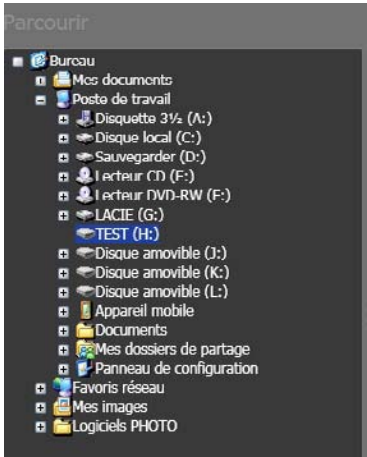 Parcourir
Bureau
Mes documents
Poste de travail
Disquette 3½ (A:)
Disque local (C:)
Sauvegarder (D:)
Lecteur CD (E:)
Lecteur DVD-RW (F:)
LACIE (G:)
TEST (H:)
Disque amovible (J:)
Disque amovible (K:)
Disque amovible (L:)
Appareil mobile
Documents
Mes dossiers de partage
Panneau de configuration
Favoris réseau
Mes images
Logiciels PHOTO